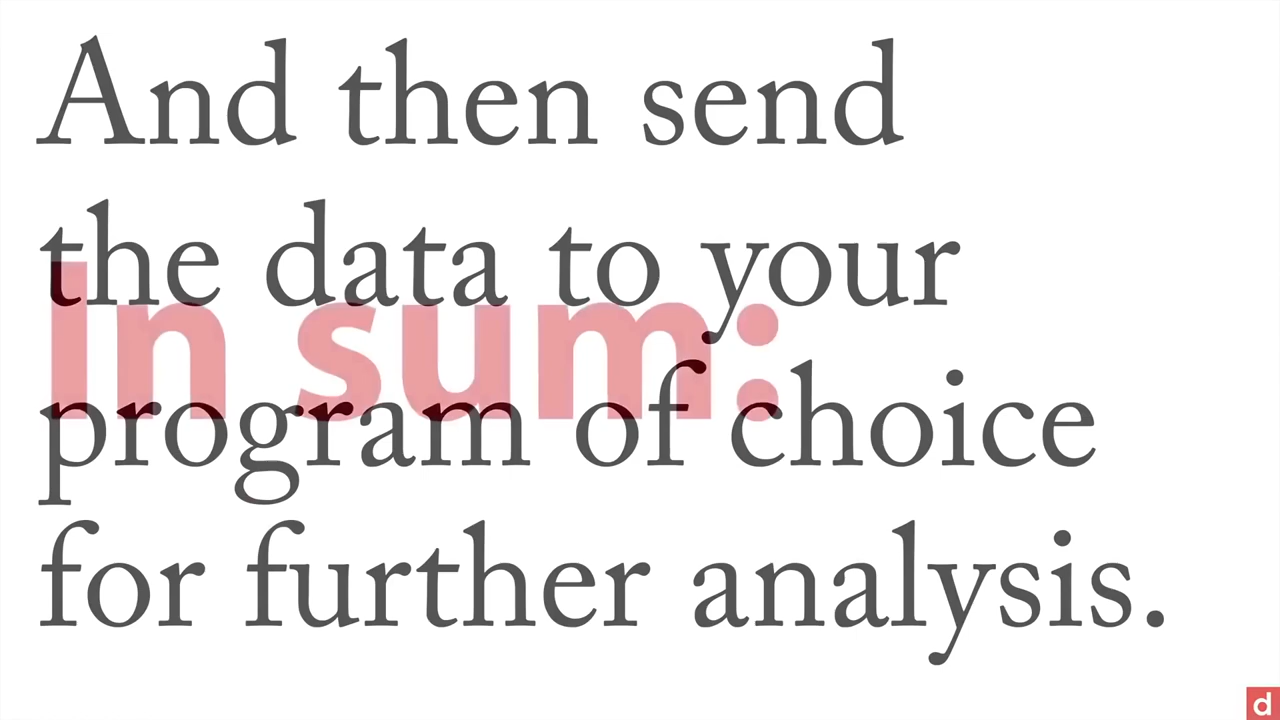 And then send
the data to your
In sum:
program of choice
for further analysis.
d